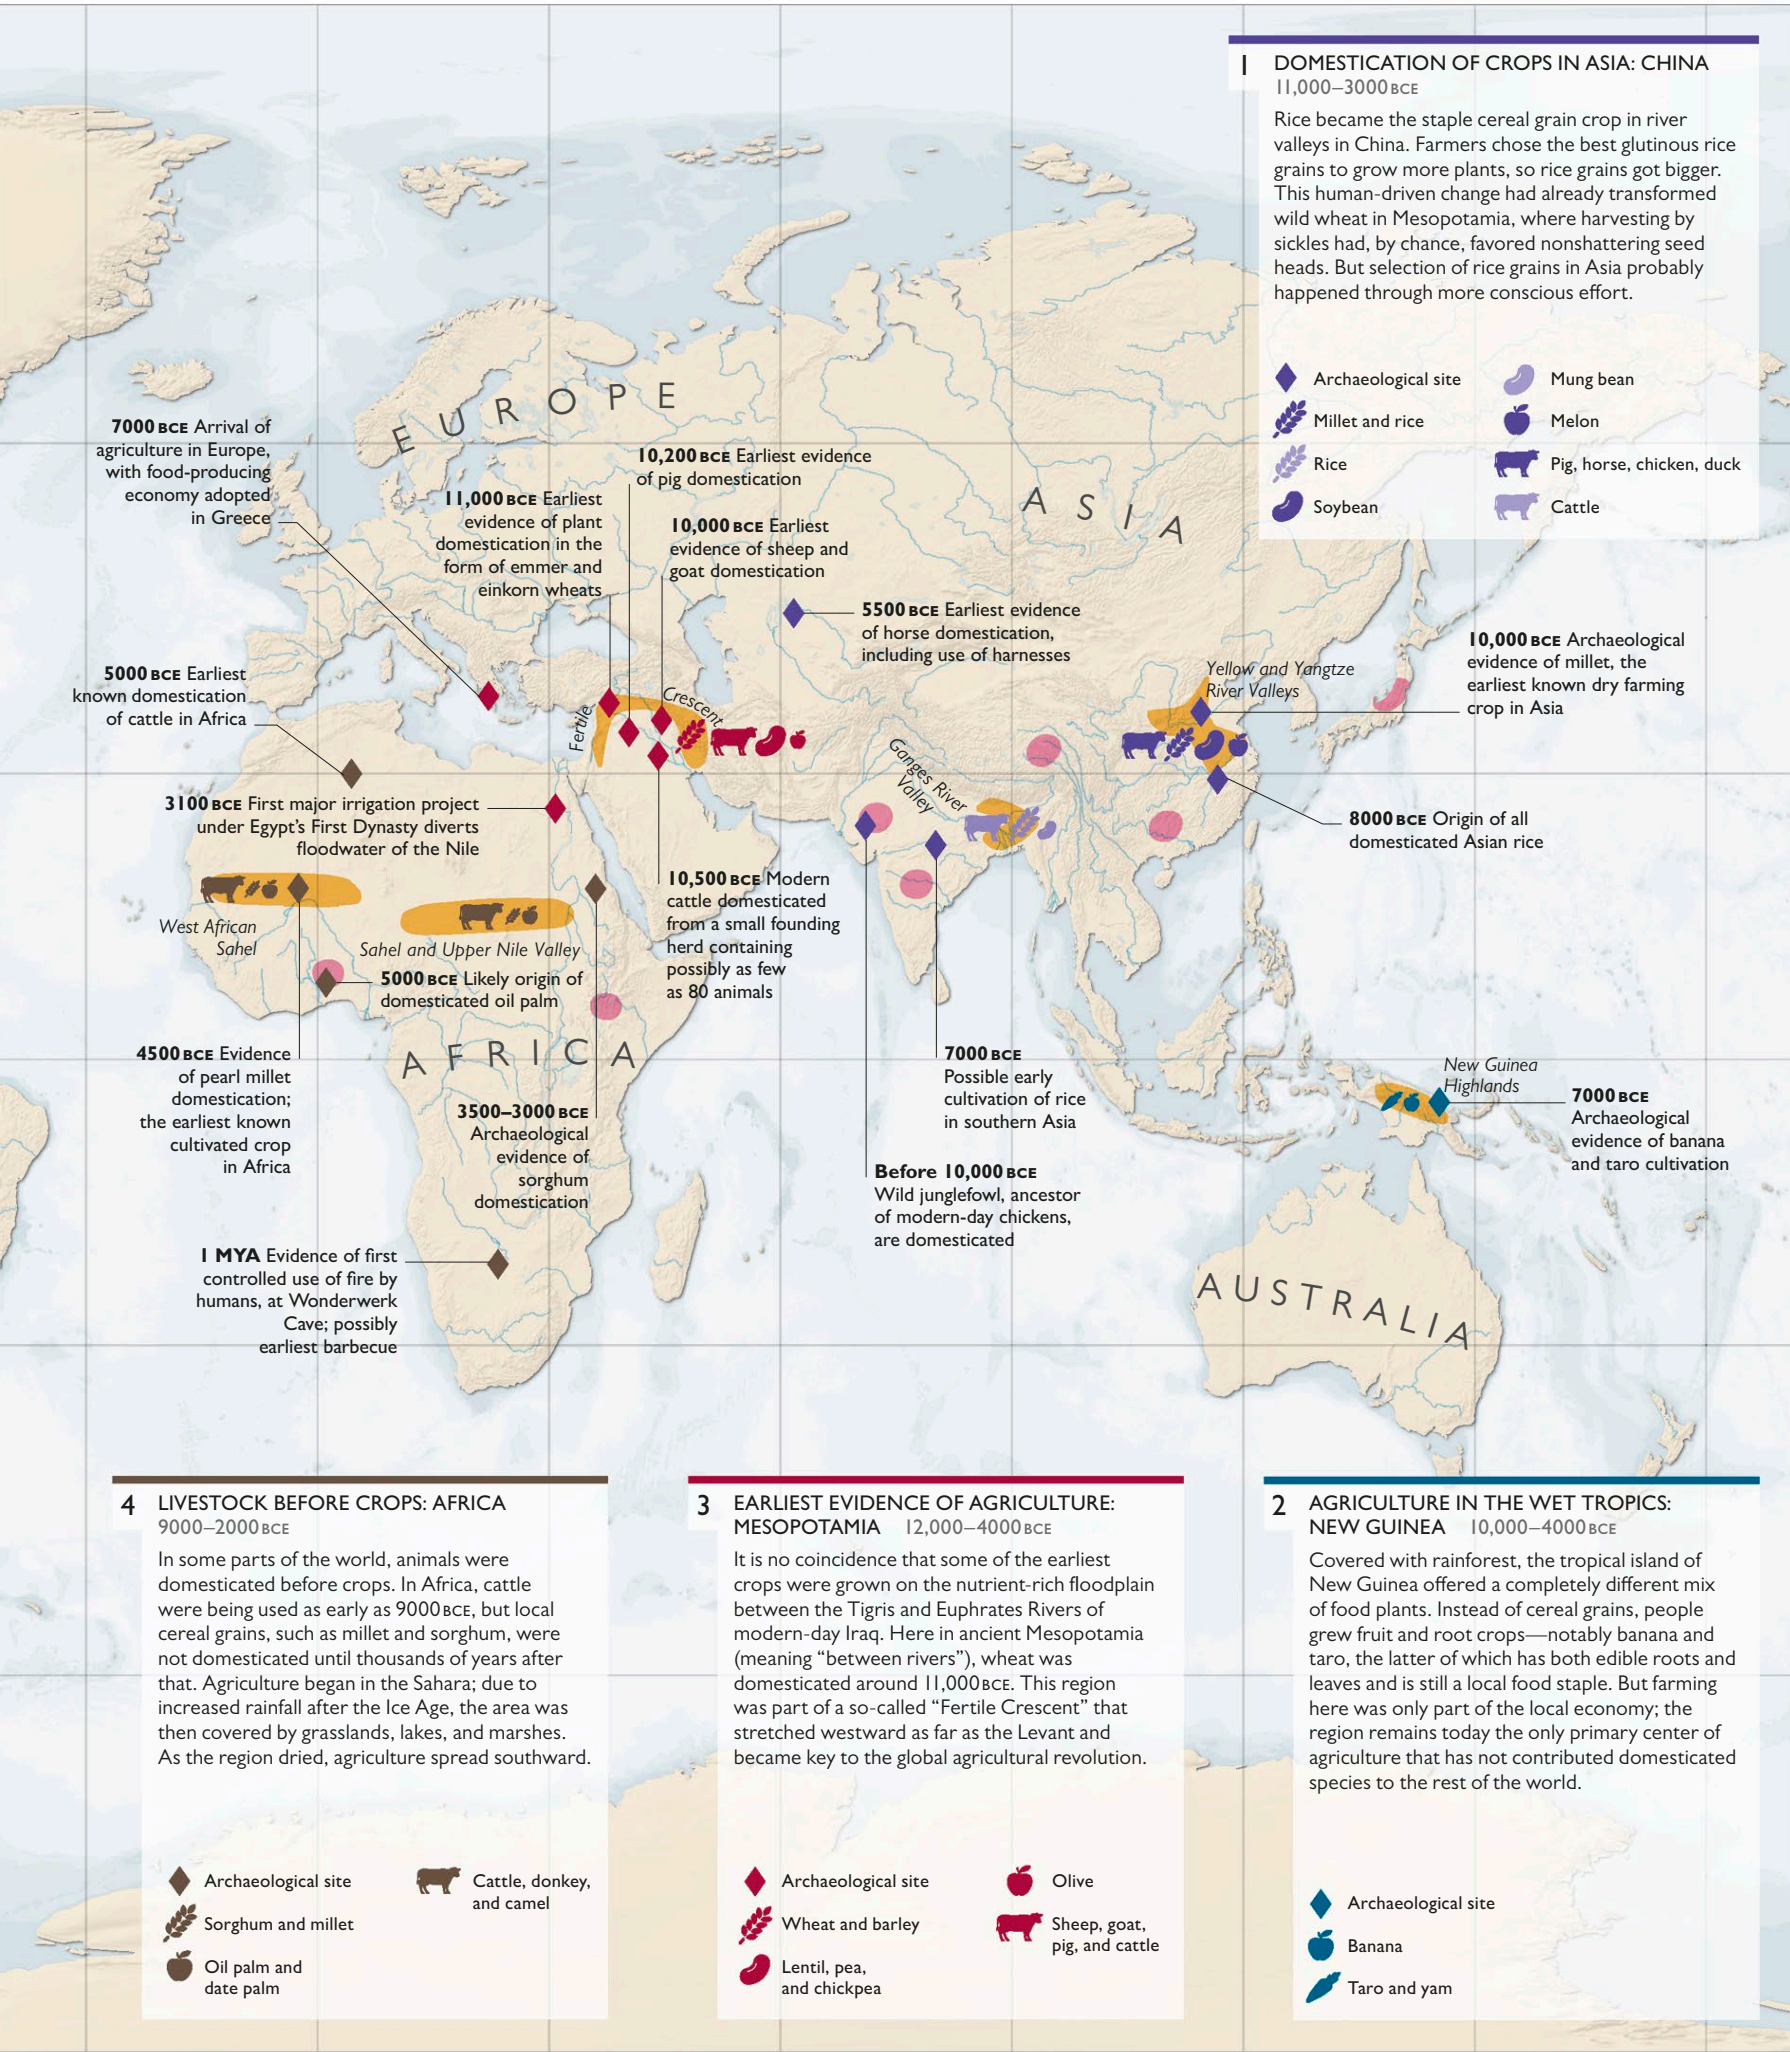 1 DOMESTICATION OF CROPS IN ASIA: CHINA
11,000–3000 BCE
Rice became the staple cereal grain crop in river
valleys in China. Farmers chose the best glutinous rice
grains to grow more plants, so rice grains got bigger.
This human-driven change had already transformed
wild wheat in Mesopotamia, where harvesting by
sickles had, by chance, favored nonshattering seed
heads. But selection of rice grains in Asia probably
happened through more conscious effort.
Archaeological site
Millet and rice
Rice
Soybean
Mung bean
Melon
Pig, horse, chicken, duck
Cattle
EUROPE
ASIA
7000 BCE Arrival of
agriculture in Europe,
with food-producing
economy adopted
in Greece
11,000 BCE Earliest
evidence of plant
domestication in the
form of emmer and
einkorn wheats
10,200 BCE Earliest evidence
of pig domestication
10,000 BCE Earliest
evidence of sheep and
goat domestication
5500 BCE Earliest evidence
of horse domestication,
including use of harnesses
Yellow and Yangtze
River Valleys
10,000 BCE Archaeological
evidence of millet, the
earliest known dry farming
crop in Asia
5000 BCE Earliest
known domestication
of cattle in Africa
Fertile
Crescent
Ganges River
Valley
3100 BCE First major irrigation project
under Egypt's First Dynasty diverts
floodwater of the Nile
8000 BCE Origin of all
domesticated Asian rice
10,500 BCE Modern
cattle domesticated
from a small founding
herd containing
possibly as few
as 80 animals
West African
Sahel
Sahel and Upper Nile Valley
5000 BCE Likely origin of
domesticated oil palm
AFRICA
4500 BCE Evidence
of pearl millet
domestication;
the earliest known
cultivated crop
in Africa
3500–3000 BCE
Archaeological
evidence of
sorghum
domestication
7000 BCE
Possible early
cultivation of rice
in southern Asia
Before 10,000 BCE
Wild junglefowl, ancestor
of modern-day chickens,
are domesticated
New Guinea
Highlands
7000 BCE
Archaeological
evidence of banana
and taro cultivation
1 MYA Evidence of first
controlled use of fire by
humans, at Wonderwerk
Cave; possibly
earliest barbecue
AUSTRALIA
4 LIVESTOCK BEFORE CROPS: AFRICA
9000–2000 BCE
In some parts of the world, animals were
domesticated before crops. In Africa, cattle
were being used as early as 9000 BCE, but local
cereal grains, such as millet and sorghum, were
not domesticated until thousands of years after
that. Agriculture began in the Sahara; due to
increased rainfall after the Ice Age, the area was
then covered by grasslands, lakes, and marshes.
As the region dried, agriculture spread southward.
Archaeological site
Sorghum and millet
Oil palm and
date palm
Cattle, donkey,
and camel
3 EARLIEST EVIDENCE OF AGRICULTURE:
MESOPOTAMIA 12,000–4000 BCE
It is no coincidence that some of the earliest
crops were grown on the nutrient-rich floodplain
between the Tigris and Euphrates Rivers of
modern-day Iraq. Here in ancient Mesopotamia
(meaning “between rivers”), wheat was
domesticated around 11,000 BCE. This region
was part of a so-called “Fertile Crescent” that
stretched westward as far as the Levant and
became key to the global agricultural revolution.
Archaeological site
Wheat and barley
Lentil, pea,
and chickpea
Olive
Sheep, goat,
pig, and cattle
2 AGRICULTURE IN THE WET TROPICS:
NEW GUINEA 10,000–4000 BCE
Covered with rainforest, the tropical island of
New Guinea offered a completely different mix
of food plants. Instead of cereal grains, people
grew fruit and root crops—notably banana and
taro, the latter of which has both edible roots and
leaves and is still a local food staple. But farming
here was only part of the local economy; the
region remains today the only primary center of
agriculture that has not contributed domesticated
species to the rest of the world.
Archaeological site
Banana
Taro and yam